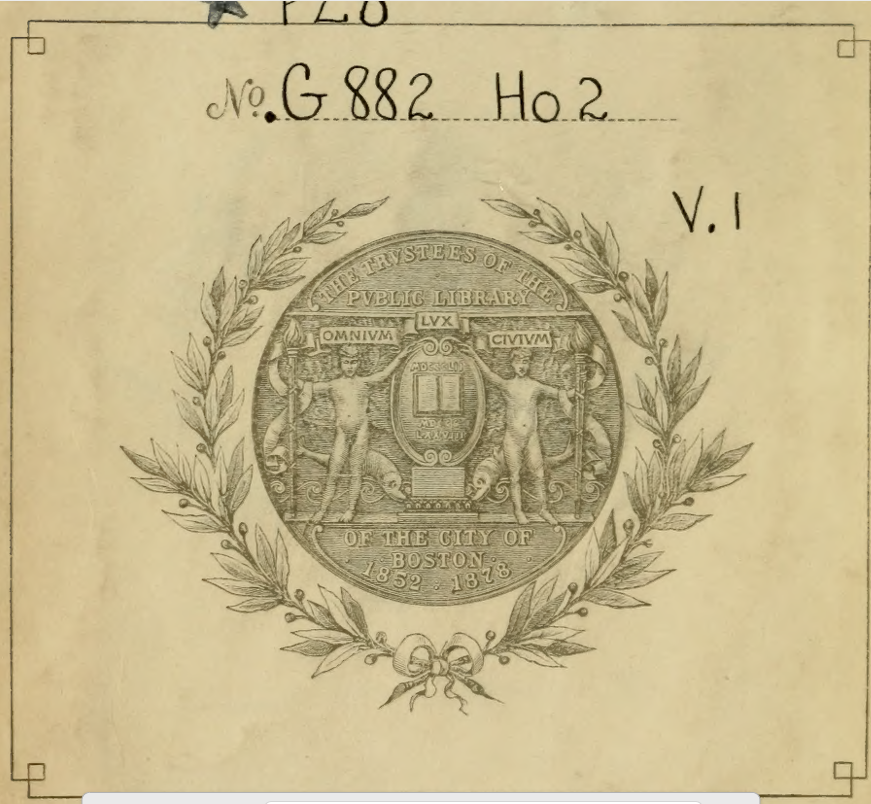 PZ8
No. G 882 Ho 2
V. 1
THE TRVSTEES OF THE
PVBLIC LIBRARY
LVX
OMNIVM CIVIVM
OF THE CITY OF
BOSTON
1852 · 1878